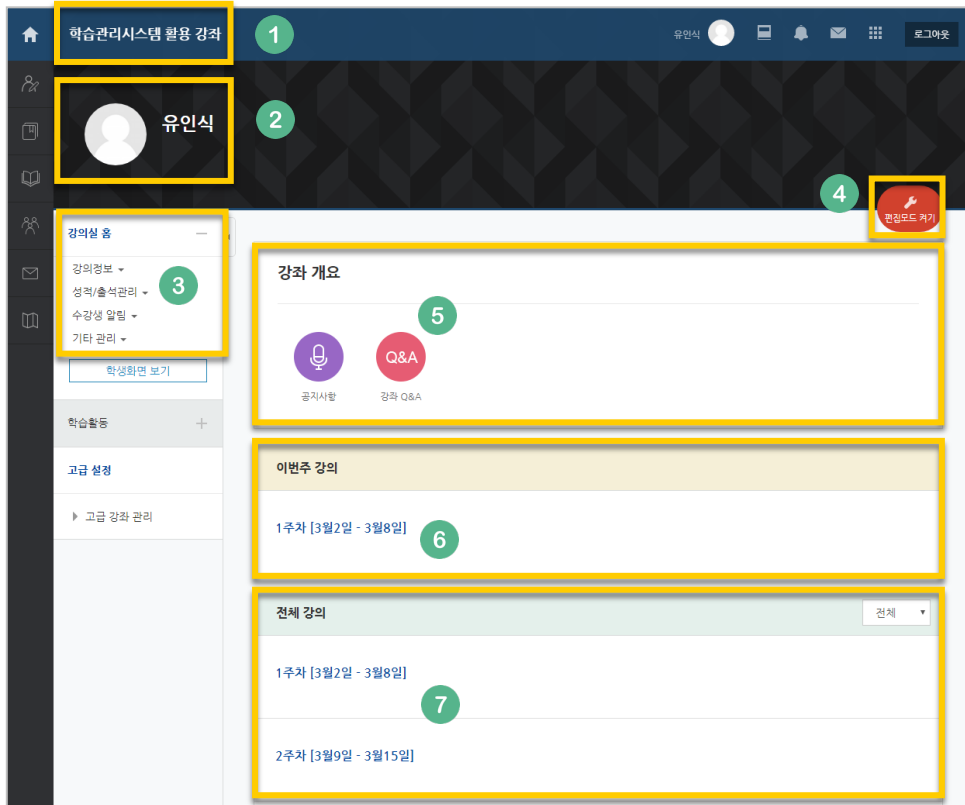 학습관리시스템 활용 강좌
1
유인식
로그아웃
유인식
2
4
편집모드 켜기
강의실 홈
강의정보
성적/출석관리
3
수강생 알림
기타 관리
학생화면 보기
학습활동
고급 설정
고급 강좌 관리
강좌 개요
5
Q&A
공지사항
강좌 Q&A
이번주 강의
1주차 [3월2일 - 3월8일]
6
전체 강의
전체
1주차 [3월2일 - 3월8일]
7
2주차 [3월9일 - 3월15일]